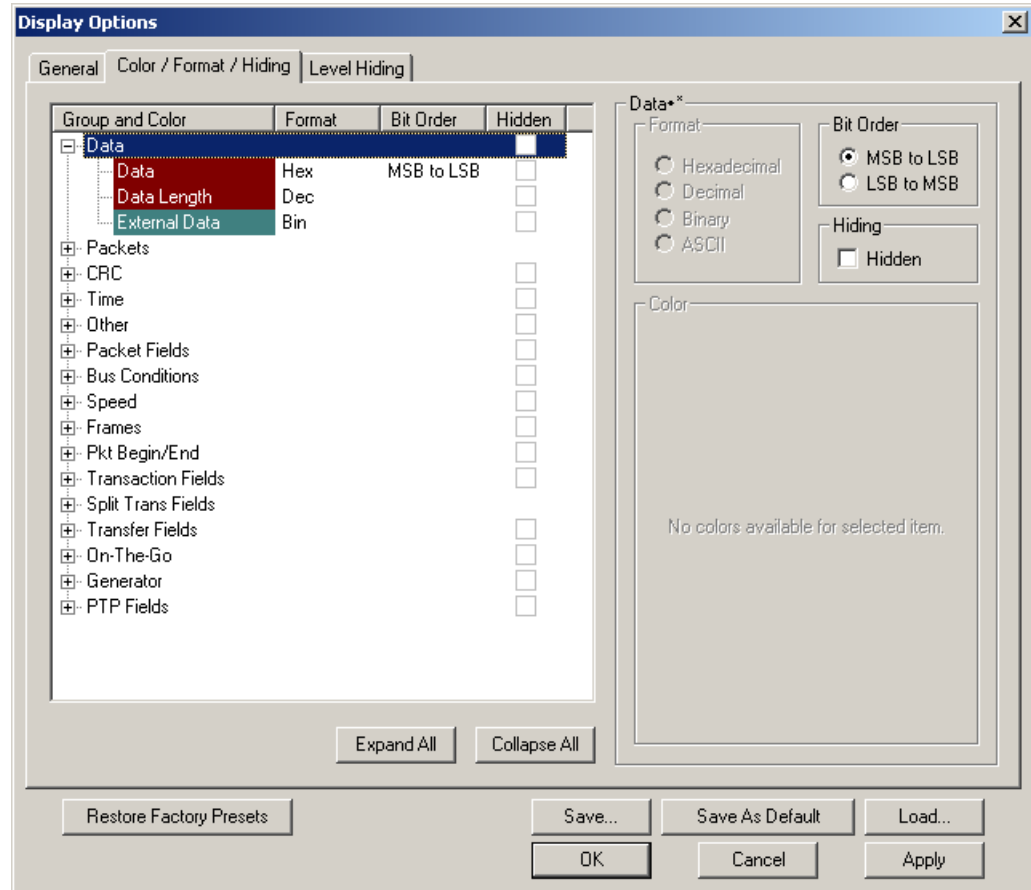 Display Options
General Color / Format / Hiding Level Hiding
Group and Color Format Bit Order Hidden
Data
Data Hex MSB to LSB
Data Length Dec
External Data Bin
Packets
CRC
Time
Other
Packet Fields
Bus Conditions
Speed
Frames
Pkt Begin/End
Transaction Fields
Split Trans Fields
Transfer Fields
On-The-Go
Generator
PTP Fields
Expand All Collapse All
Data•*
Format
Hexadecimal
Decimal
Binary
ASCII
Bit Order
MSB to LSB
LSB to MSB
Hiding
Hidden
Color
No colors available for selected item.
Restore Factory Presets Save... Save As Default Load...
OK Cancel Apply